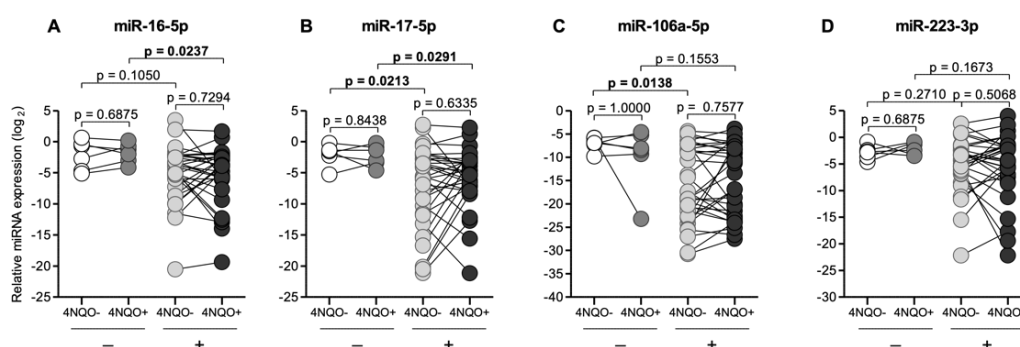 A miR-16-5p
p = 0.0237
p = 0.1050
p = 0.7294
p = 0.6875
Relative miRNA expression (log2)
5
0
-5
-10
-15
-20
-25
4NQO- 4NQO+ 4NQO- 4NQO+
– +
B miR-17-5p
p = 0.0291
p = 0.0213
p = 0.6335
p = 0.8438
5
0
-5
-10
-15
-20
-25
4NQO- 4NQO+ 4NQO- 4NQO+
– +
C miR-106a-5p
p = 0.1553
p = 0.0138
p = 1.0000 p = 0.7577
0
-5
-10
-15
-20
-25
-30
-35
-40
4NQO- 4NQO+ 4NQO- 4NQO+
– +
D miR-223-3p
p = 0.1673
p = 0.2710 p = 0.5068
p = 0.6875
5
0
-5
-10
-15
-20
-25
-30
4NQO- 4NQO+ 4NQO- 4NQO
– +